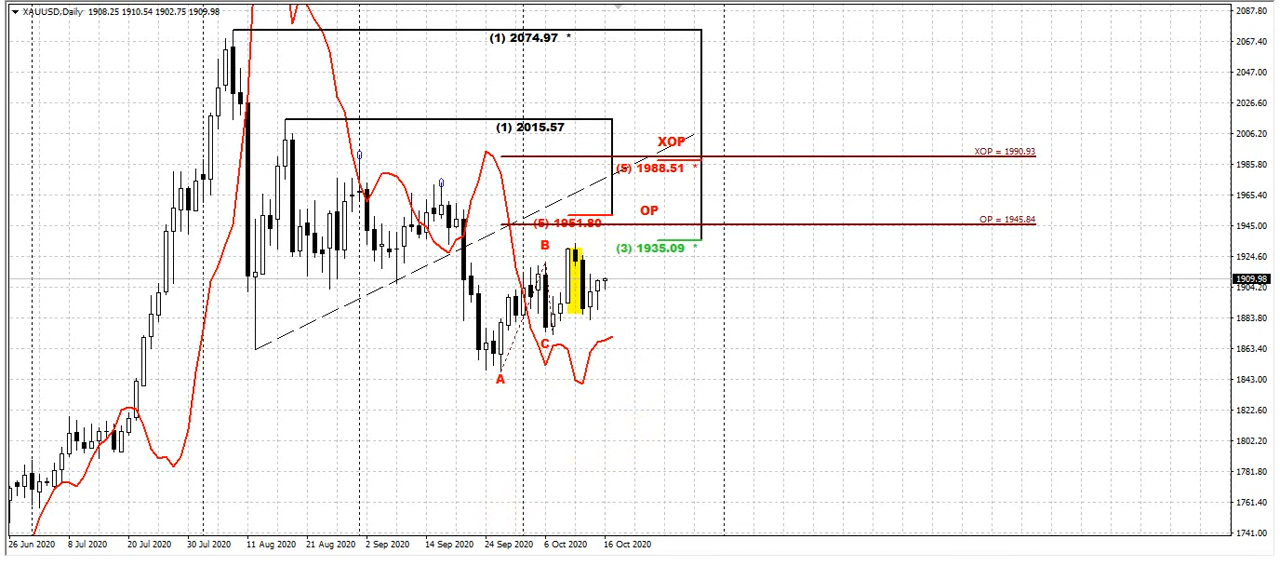 XAUUSD,Daily 1908.25 1910.54 1902.75 1909.98
2087.80
(1) 2074.97 *
2067.40
2047.00
2026.60
(1) 2015.57
2006.20
XOP
XOP = 1990.93
(5) 1988.51 *
1985.80
1965.40
OP
(5) 1951.80
OP = 1945.84
1945.00
B
(3) 1935.09 *
1924.60
1909.98
1904.20
1883.80
C
1863.40
A
1843.00
1822.60
1802.20
1781.80
1761.40
1741.00
26 Jun 2020 8 Jul 2020 20 Jul 2020 30 Jul 2020 11 Aug 2020 21 Aug 2020 2 Sep 2020 14 Sep 2020 24 Sep 2020 6 Oct 2020 16 Oct 2020